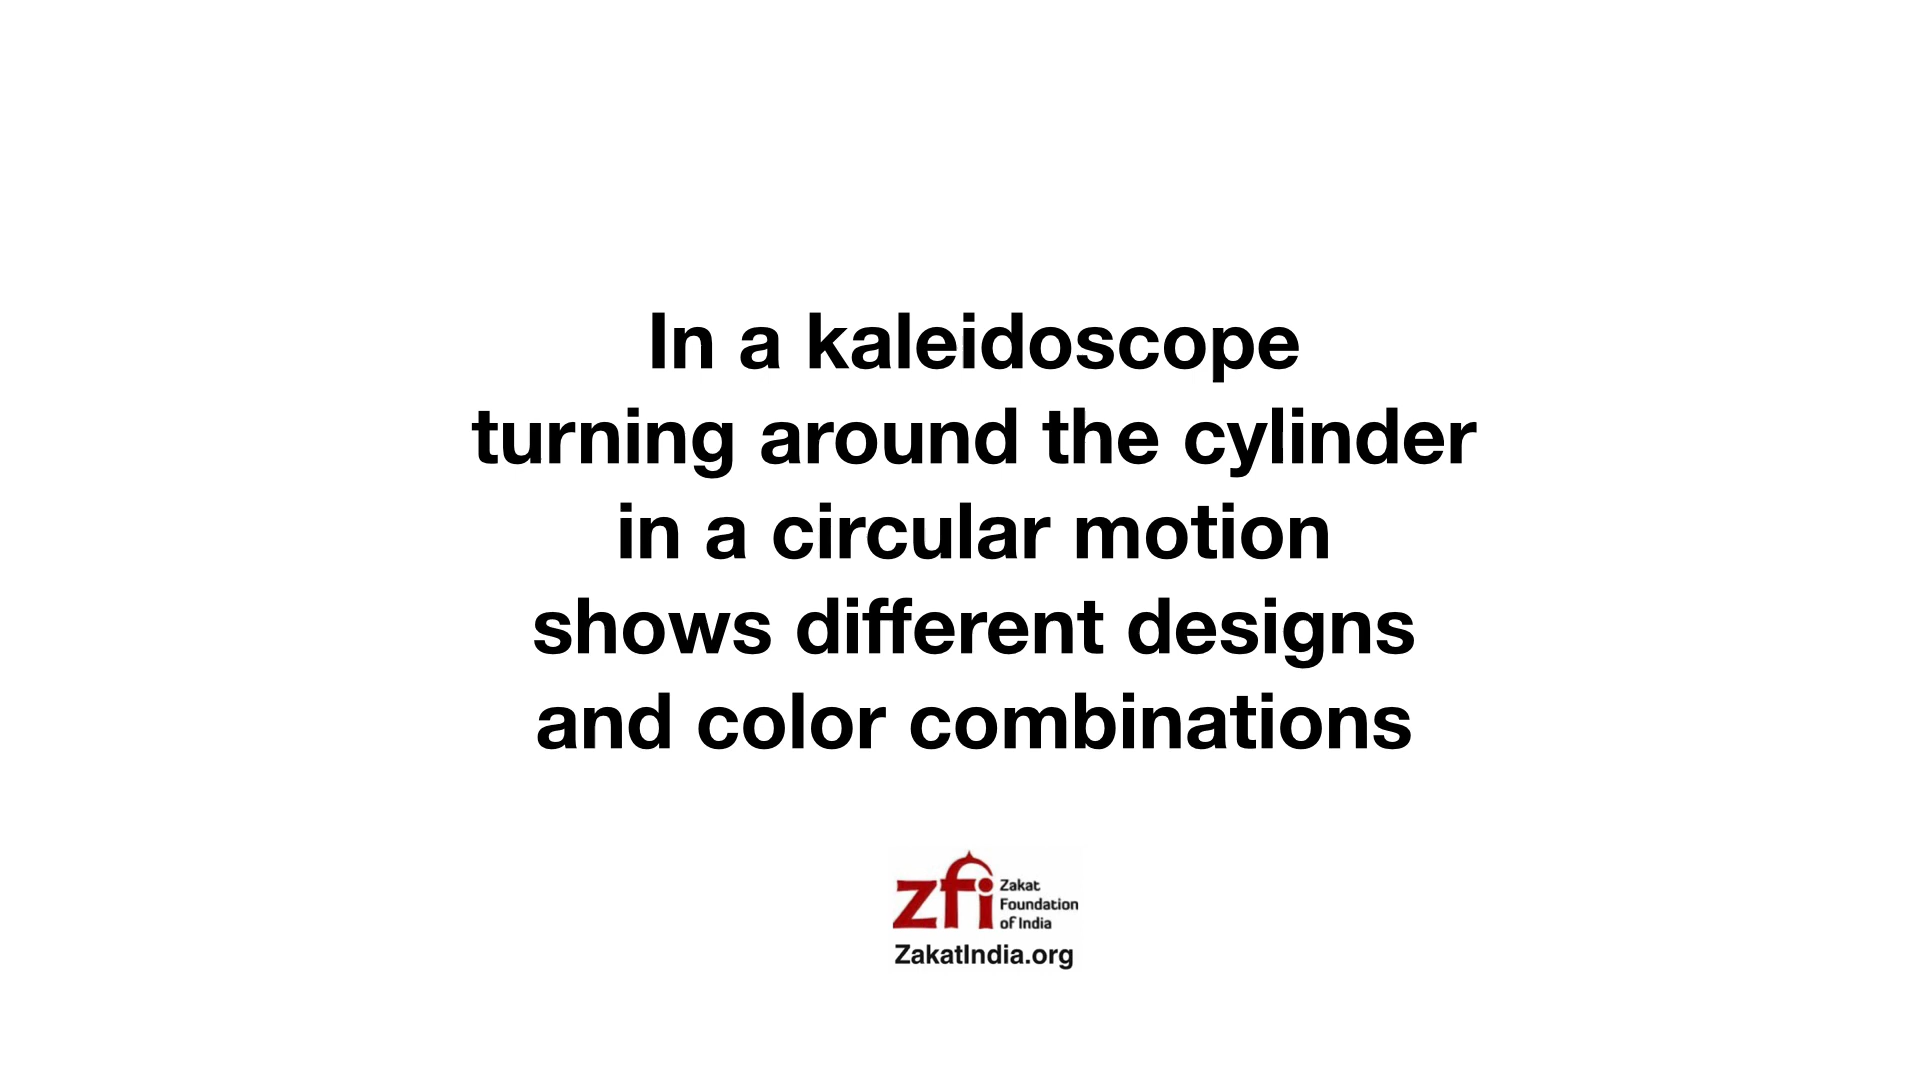 In a kaleidoscope
turning around the cylinder
in a circular motion
shows different designs
and color combinations
zfi
Zakat
Foundation
of India
ZakatIndia.org